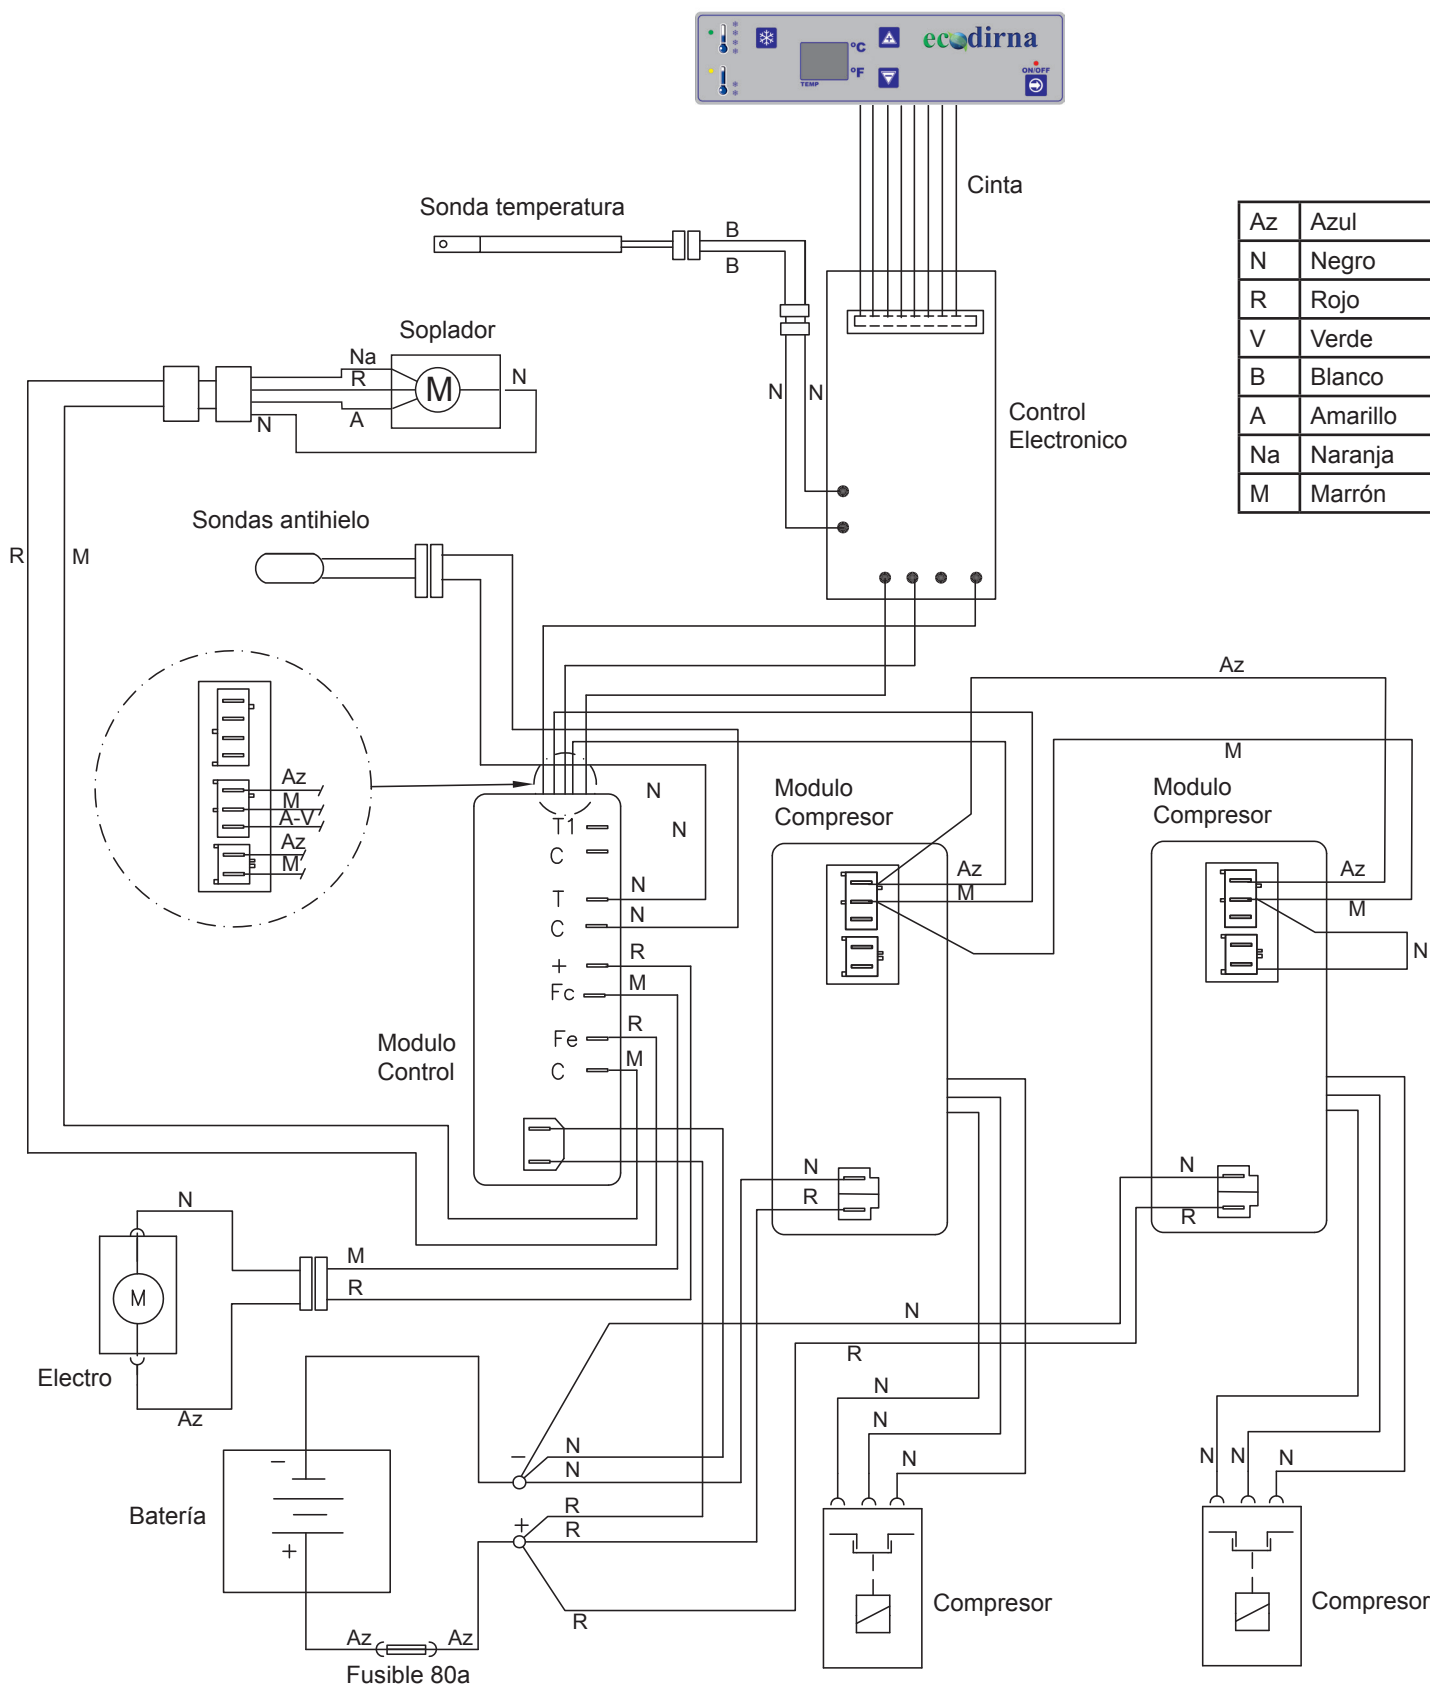 ecodirna
°C
°F
TEMP
ON/OFF
Cinta
Sonda temperatura
B
B
Az Azul
N Negro
R Rojo
V Verde
B Blanco
A Amarillo
Na Naranja
M Marrón
Soplador
Na
R
M
N
N
A
N
N
Control
Electronico
Sondas antihielo
R
M
Az
M
Az
M
A-V
Az
M
N
N
Modulo
Compresor
Modulo
Compresor
T1
C
T
N
C
N
+
R
Fc
M
Fe
R
C
M
Modulo
Control
Az
M
Az
M
N
N
R
N
R
N
M
M
R
Electro
Az
N
R
N
N
N
N
N
N
−
N
N
Batería
−
+
+
R
R
R
Az
Az
Fusible 80a
Compresor
Compresor